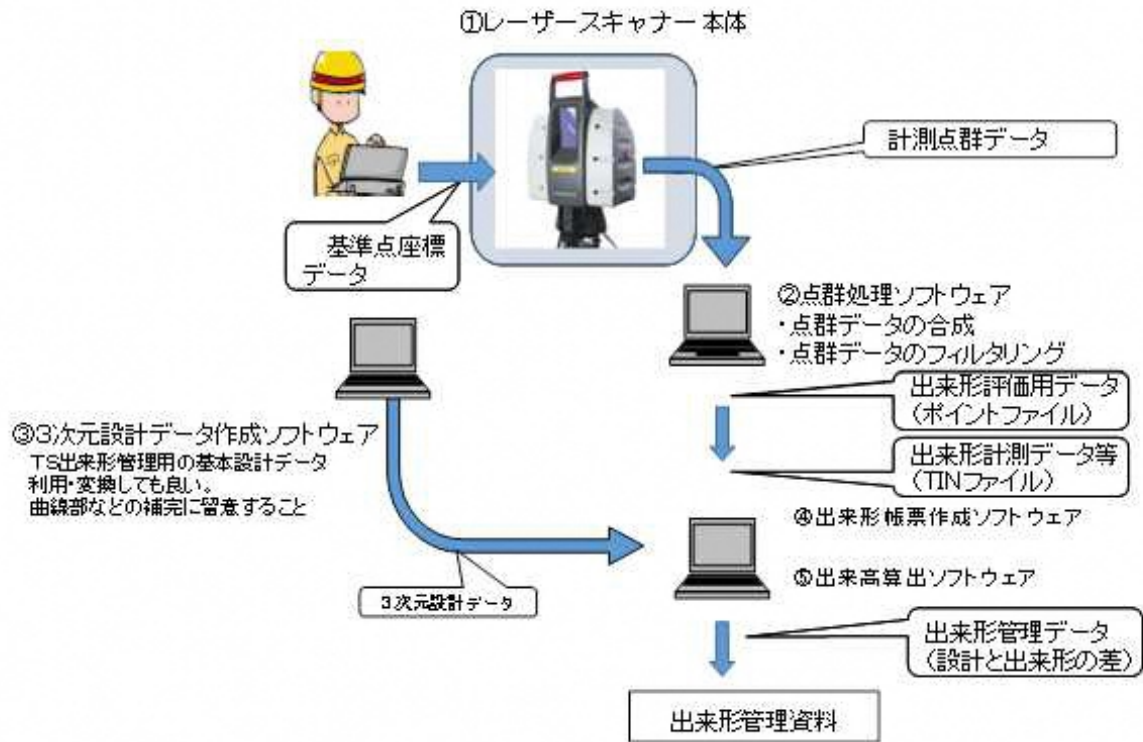 ①レーザースキャナー本体
計測点群データ
基準点座標
データ
②点群処理ソフトウェア
・点群データの合成
・点群データのフィルタリング
出来形評価用データ
(ポイントファイル)
③3次元設計データ作成ソフトウェア
TS出来形管理用の基本設計データ
利用・変換しても良い。
曲線部などの補完に留意すること
出来形計測データ等
(TINファイル)
④出来形帳票作成ソフトウェア
⑤出来高算出ソフトウェア
3次元設計データ
出来形管理データ
(設計と出来形の差)
出来形管理資料